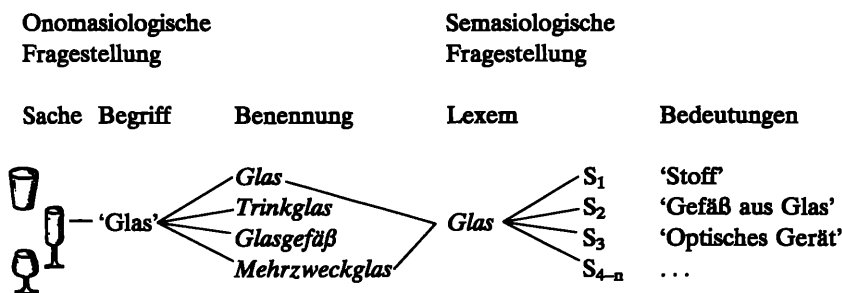 Onomasiologische Semasiologische
Fragestellung Fragestellung
Sache Begriff Benennung Lexem Bedeutungen
Glas S₁ ‘Stoff’
Trinkglas S₂ ‘Gefäß aus Glas’
‘Glas’ Glas
Glasgefäß S₃ ‘Optisches Gerät’
Mehrzweckglas S₄₋ₙ ...